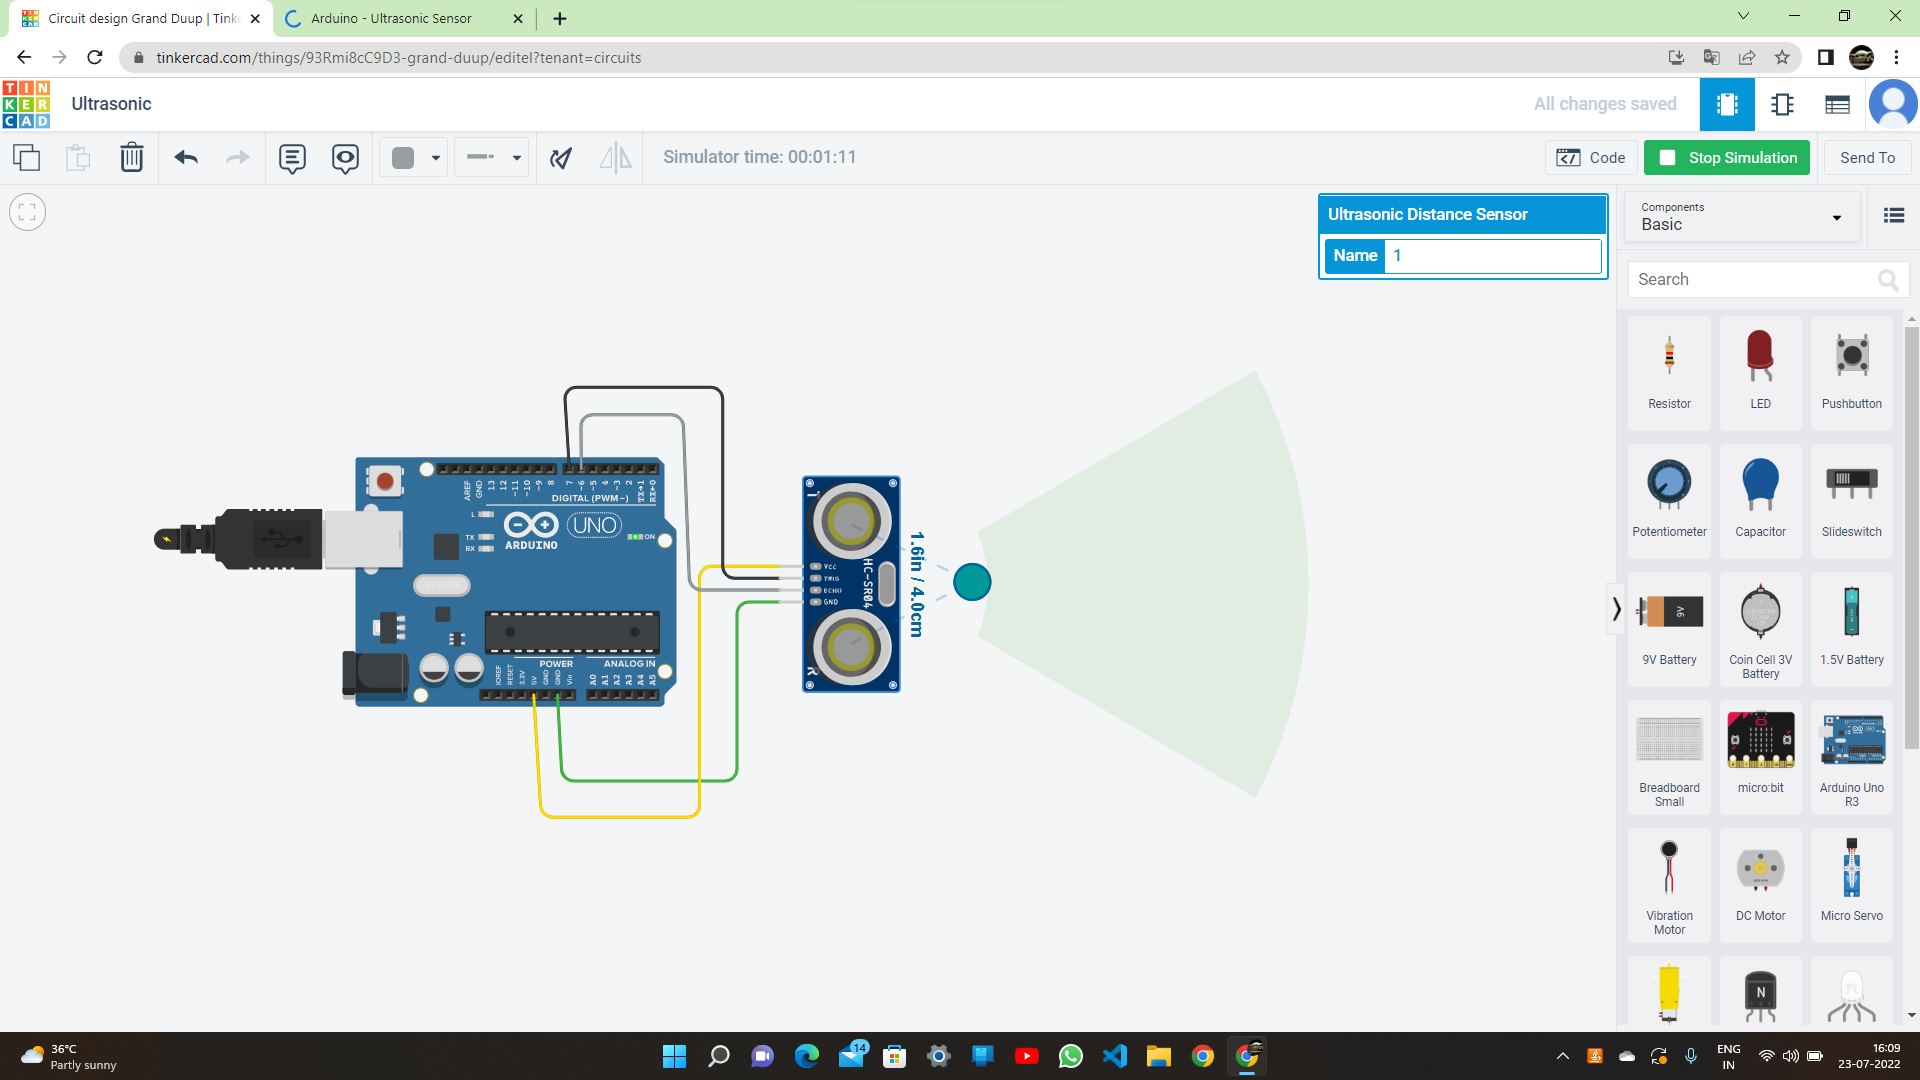 Circuit design Grand Duup | Tinke
Arduino - Ultrasonic Sensor
tinkercad.com/things/93Rmi8cC9D3-grand-duup/editel?tenant=circuits
TIN
KER
CAD
Ultrasonic
All changes saved
Simulator time: 00:01:11
Code
Stop Simulation
Send To
Ultrasonic Distance Sensor
Name 1
Components
Basic
Search
Resistor
LED
Pushbutton
Potentiometer
Capacitor
Slideswitch
9V
9V Battery
Coin Cell 3V
Battery
1.5V Battery
Breadboard
Small
micro:bit
Arduino Uno
R3
Vibration
Motor
DC Motor
Micro Servo
N
AREF
GND
13
12
~11
~10
~9
8
7
~6
~5
4
~3
2
TX→1
RX←0
DIGITAL (PWM~)
L
TX
RX
ARDUINO
UNO
ON
POWER
ANALOG IN
IOREF
RESET
3.3V
5V
GND
GND
Vin
A0
A1
A2
A3
A4
A5
T
VCC
TRIG
ECHO
GND
HC-SR04
R
1.6in / 4.0cm
36°C
Partly sunny
14
ENG
IN
16:09
23-07-2022